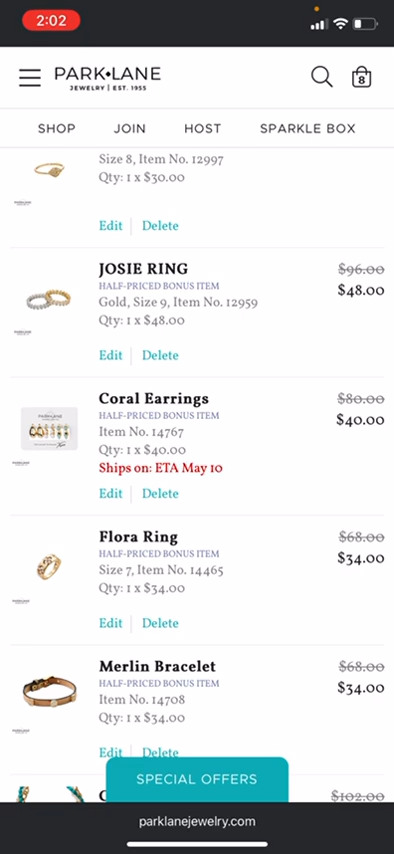 2:02
PARK LANE
JEWELRY | EST. 1955
8
SHOP JOIN HOST SPARKLE BOX
Size 8, Item No. 12997
Qty: 1 x $30.00
Edit | Delete
JOSIE RING $96.00
HALF-PRICED BONUS ITEM $48.00
Gold, Size 9, Item No. 12959
Qty: 1 x $48.00
Edit | Delete
Coral Earrings $80.00
HALF-PRICED BONUS ITEM $40.00
Item No. 14767
Qty: 1 x $40.00
Ships on: ETA May 10
Edit | Delete
Flora Ring $68.00
HALF-PRICED BONUS ITEM $34.00
Size 7, Item No. 14465
Qty: 1 x $34.00
Edit | Delete
Merlin Bracelet $68.00
HALF-PRICED BONUS ITEM $34.00
Item No. 14708
Qty: 1 x $34.00
Edit | Delete
SPECIAL OFFERS
$102.00
parklanejewelry.com